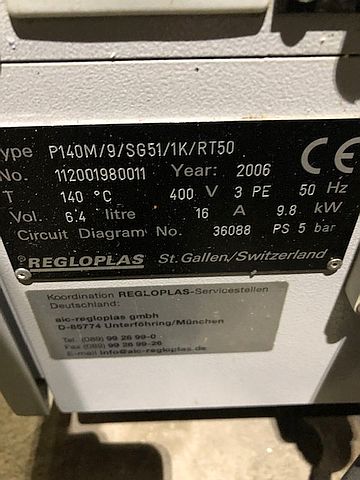 ype P140M/9/SG51/1K/RT50
No. 112001980011 Year: 2006
T 140 °C 400 V 3 PE 50 Hz
Vol. 6.4 litre 16 A 9.8 kW
Circuit Diagram No. 36088 PS 5 bar
REGLOPLAS St. Gallen/Switzerland
CE
Koordination REGLOPLAS-Servicestellen
Deutschland:
aic-regloplas gmbh
D-85774 Unterföhring/München
Tel. (089) 99 26 99-0
Fax (089) 99 26 99-26
E-mail info@aic-regloplas.de